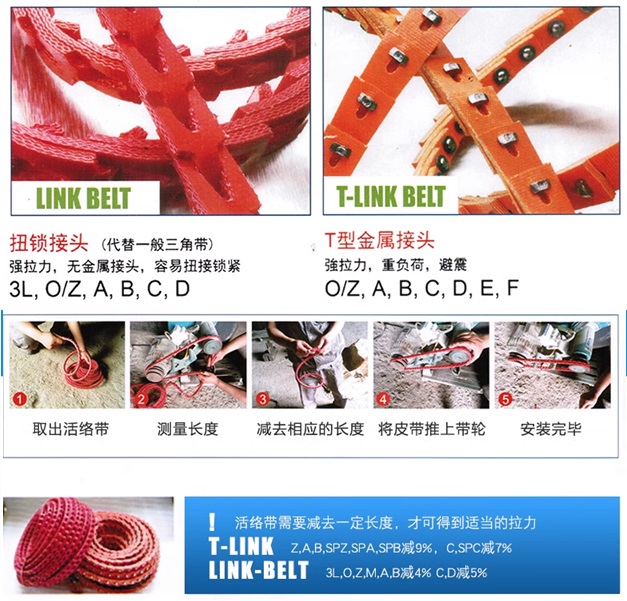 LINK BELT
T-LINK BELT
扭锁接头 (代替一般三角带)
强拉力，无金属接头，容易扭接锁紧
3L, O/Z, A, B, C, D
T型金属接头
強拉力，重负荷，避震
O/Z, A, B, C, D, E, F
1
2
3
4
5
取出活络带
测量长度
减去相应的长度
将皮带推上带轮
安装完毕
! 活络带需要减去一定长度，才可得到适当的拉力
T-LINK Z,A,B,SPZ,SPA,SPB减9%，C,SPC减7%
LINK-BELT 3L,O,Z,M,A,B减4% C,D减5%